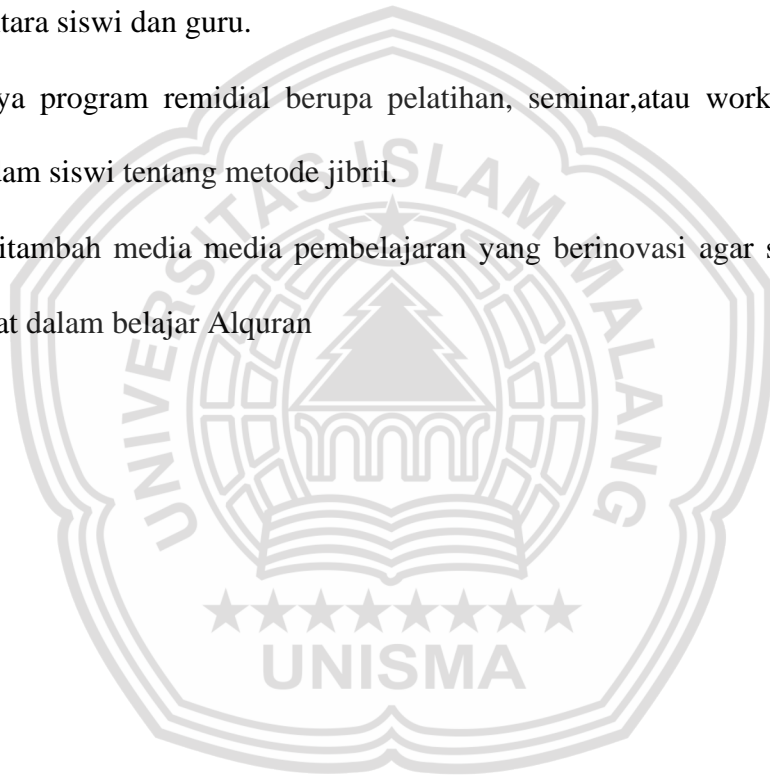 tara siswi dan guru.
ya program remidial berupa pelatihan, seminar,atau work
am siswi tentang metode jibril.
itambah media media pembelajaran yang berinovasi agar s
at dalam belajar Alquran
UNIVERSITAS ISLAM MALANG
UNISMA